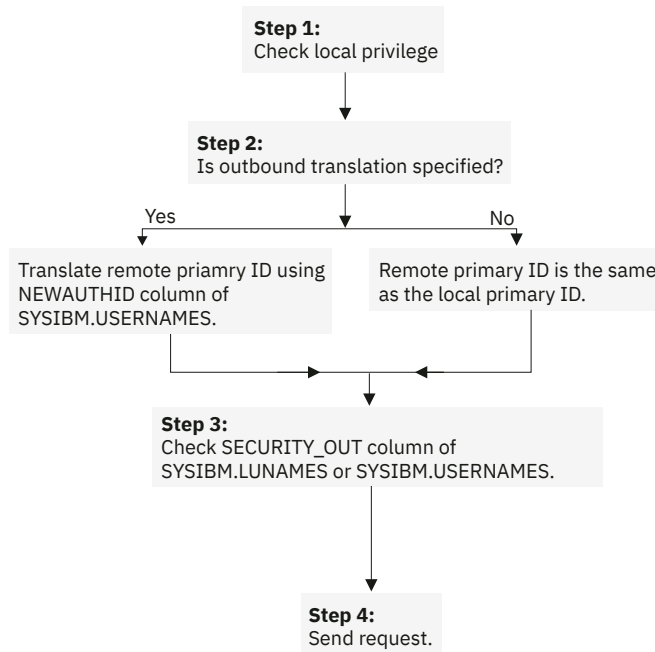 Step 1:
Check local privilege
Step 2:
Is outbound translation specified?
Yes
No
Translate remote priamry ID using
NEWAUTHID column of
SYSIBM.USERNAMES.
Remote primary ID is the same
as the local primary ID.
Step 3:
Check SECURITY_OUT column of
SYSIBM.LUNAMES or SYSIBM.USERNAMES.
Step 4:
Send request.